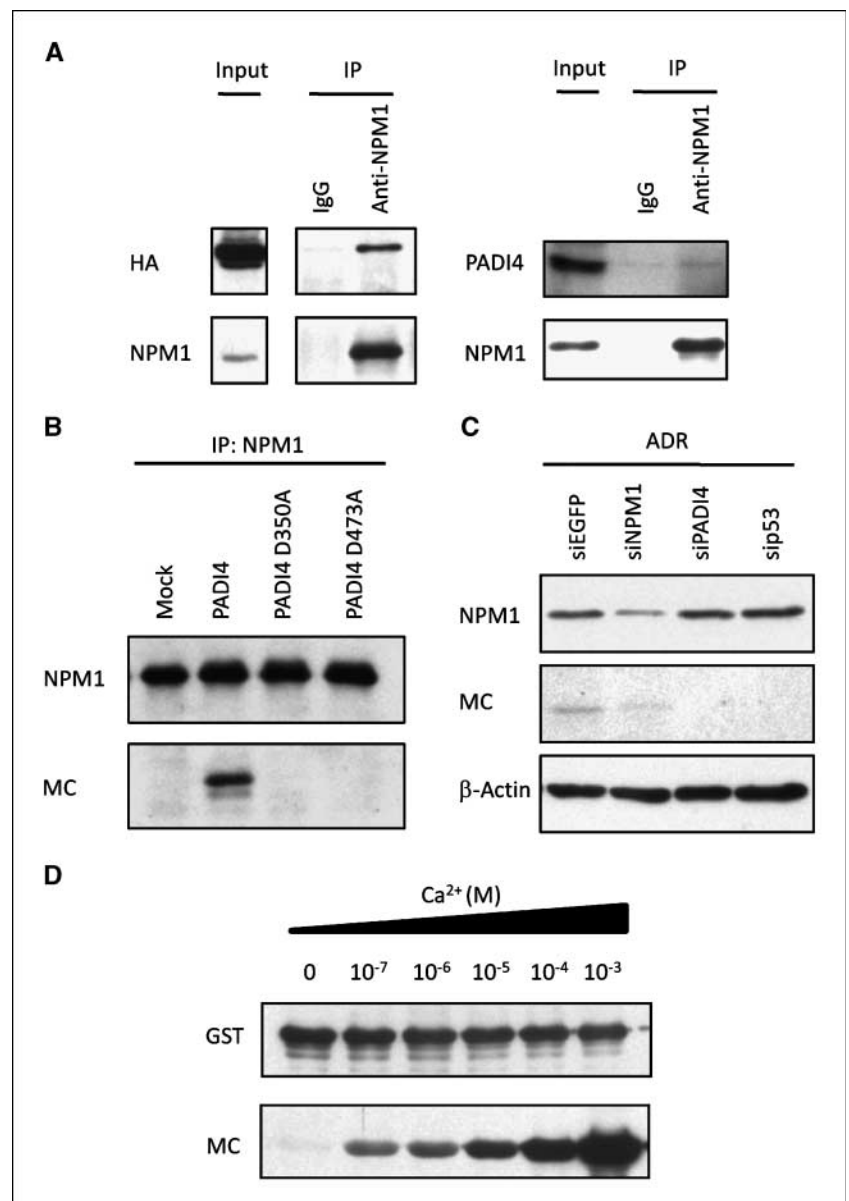 A
Input IP
IgG
Anti-NPM1
HA
NPM1
Input IP
IgG
Anti-NPM1
PADI4
NPM1
B
IP: NPM1
Mock
PADI4
PADI4 D350A
PADI4 D473A
NPM1
MC
C
ADR
siEGFP
siNPM1
siPADI4
sip53
NPM1
MC
β-Actin
D
Ca²⁺ (M)
0 10⁻⁷ 10⁻⁶ 10⁻⁵ 10⁻⁴ 10⁻³
GST
MC